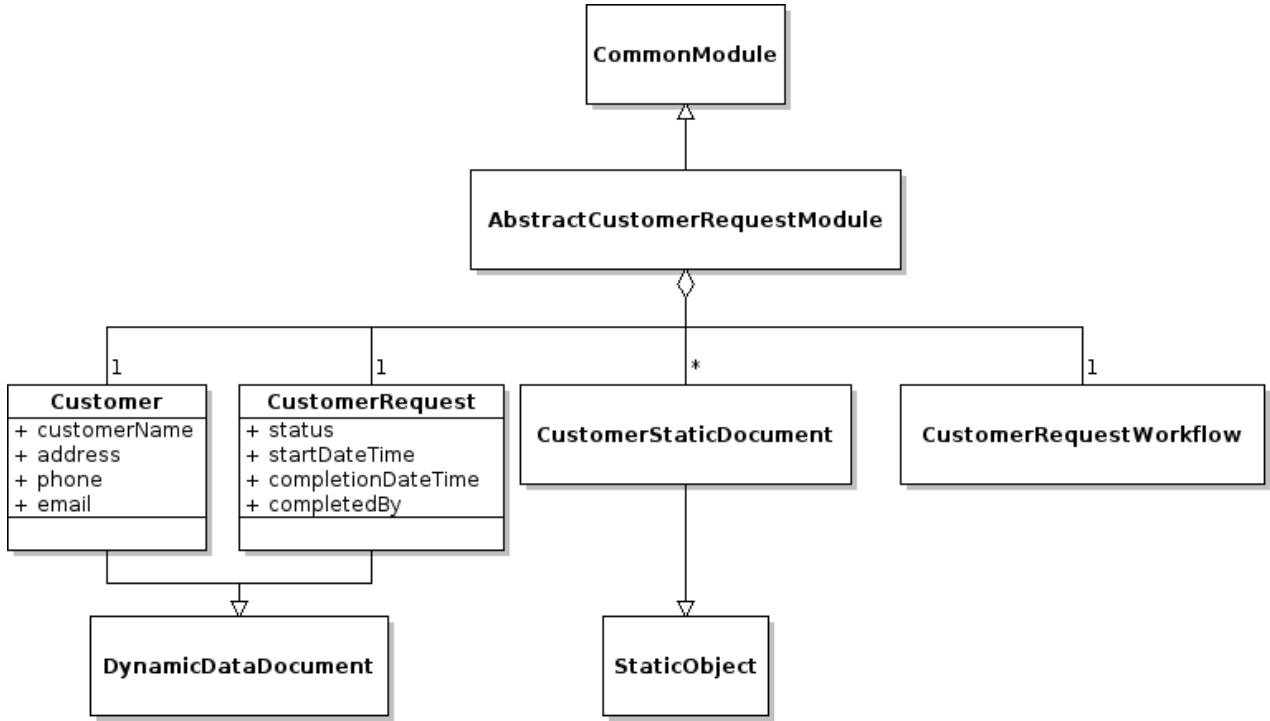 CommonModule
AbstractCustomerRequestModule
1
1
*
1
Customer
+ customerName
+ address
+ phone
+ email
CustomerRequest
+ status
+ startDateTime
+ completionDateTime
+ completedBy
CustomerStaticDocument
CustomerRequestWorkflow
DynamicDataDocument
StaticObject